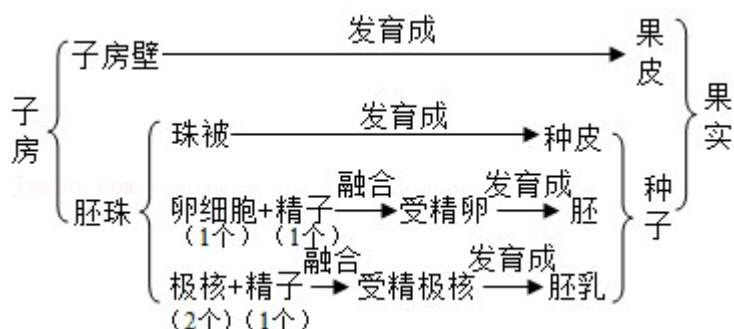 子房
子房壁 发育成 果皮
果实
胚珠
珠被 发育成 种皮
种子
卵细胞+精子 融合 受精卵 发育成 胚
(1个) (1个)
极核+精子 融合 受精极核 发育成 胚乳
(2个) (1个)
Jyeoo.com